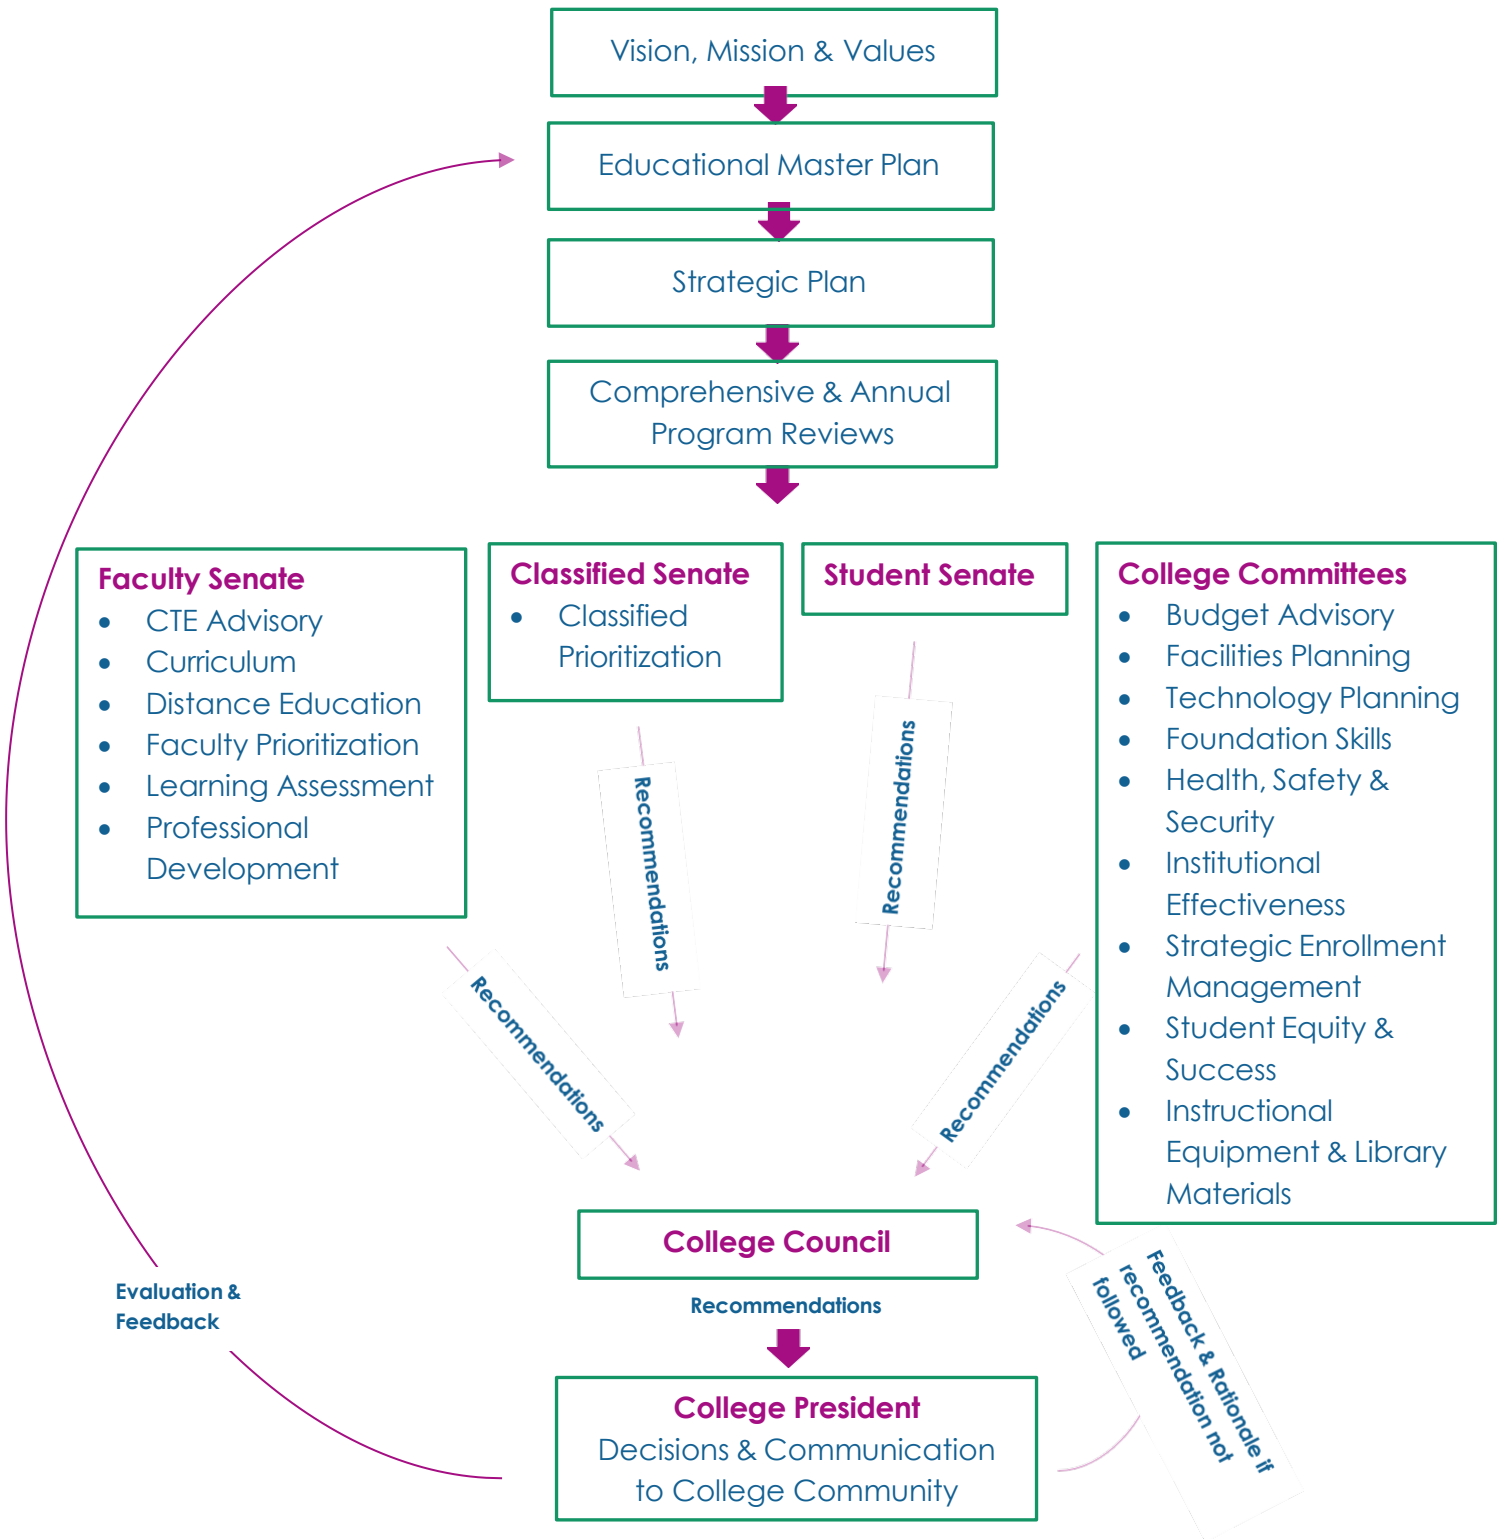 Vision, Mission & Values
Educational Master Plan
Strategic Plan
Comprehensive & Annual
Program Reviews
Faculty Senate
• CTE Advisory
• Curriculum
• Distance Education
• Faculty Prioritization
• Learning Assessment
• Professional
Development
Classified Senate
• Classified
Prioritization
Student Senate
College Committees
• Budget Advisory
• Facilities Planning
• Technology Planning
• Foundation Skills
• Health, Safety &
Security
• Institutional
Effectiveness
• Strategic Enrollment
Management
• Student Equity &
Success
• Instructional
Equipment & Library
Materials
Recommendations
Recommendations
Recommendations
Recommendations
College Council
Recommendations
Evaluation &
Feedback
Feedback & Rationale if
recommendation not
followed
College President
Decisions & Communication
to College Community